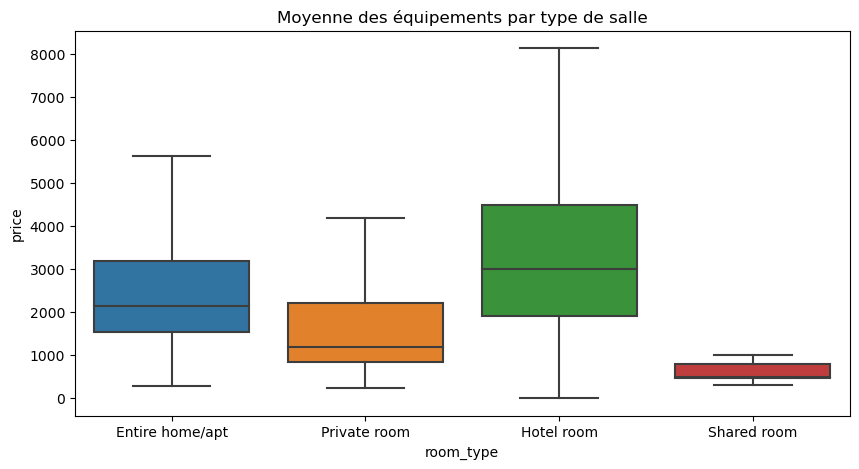 Moyenne des équipements par type de salle
price
8000
7000
6000
5000
4000
3000
2000
1000
0
Entire home/apt
Private room
Hotel room
Shared room
room_type